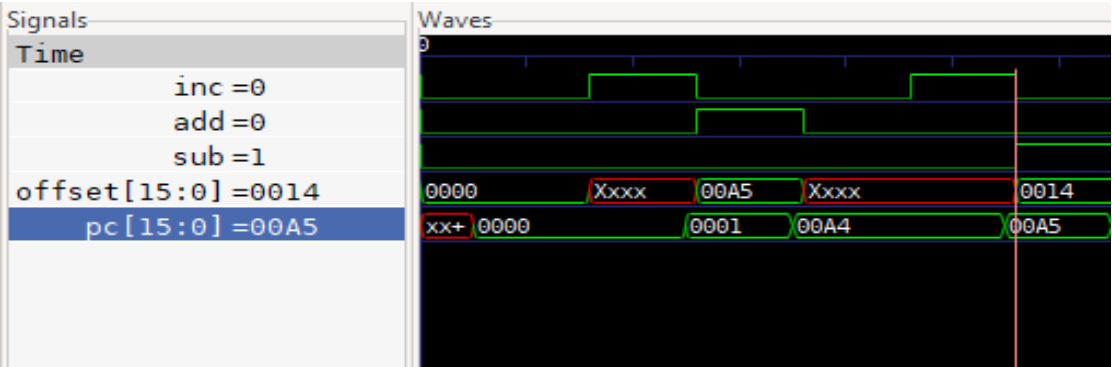 Signals
Waves
Time
0
inc =0
add =0
sub =1
offset[15:0] =0014
0000 Xxxx 00A5 Xxxx 0014
pc[15:0] =00A5
xx+ 0000 0001 00A4 00A5